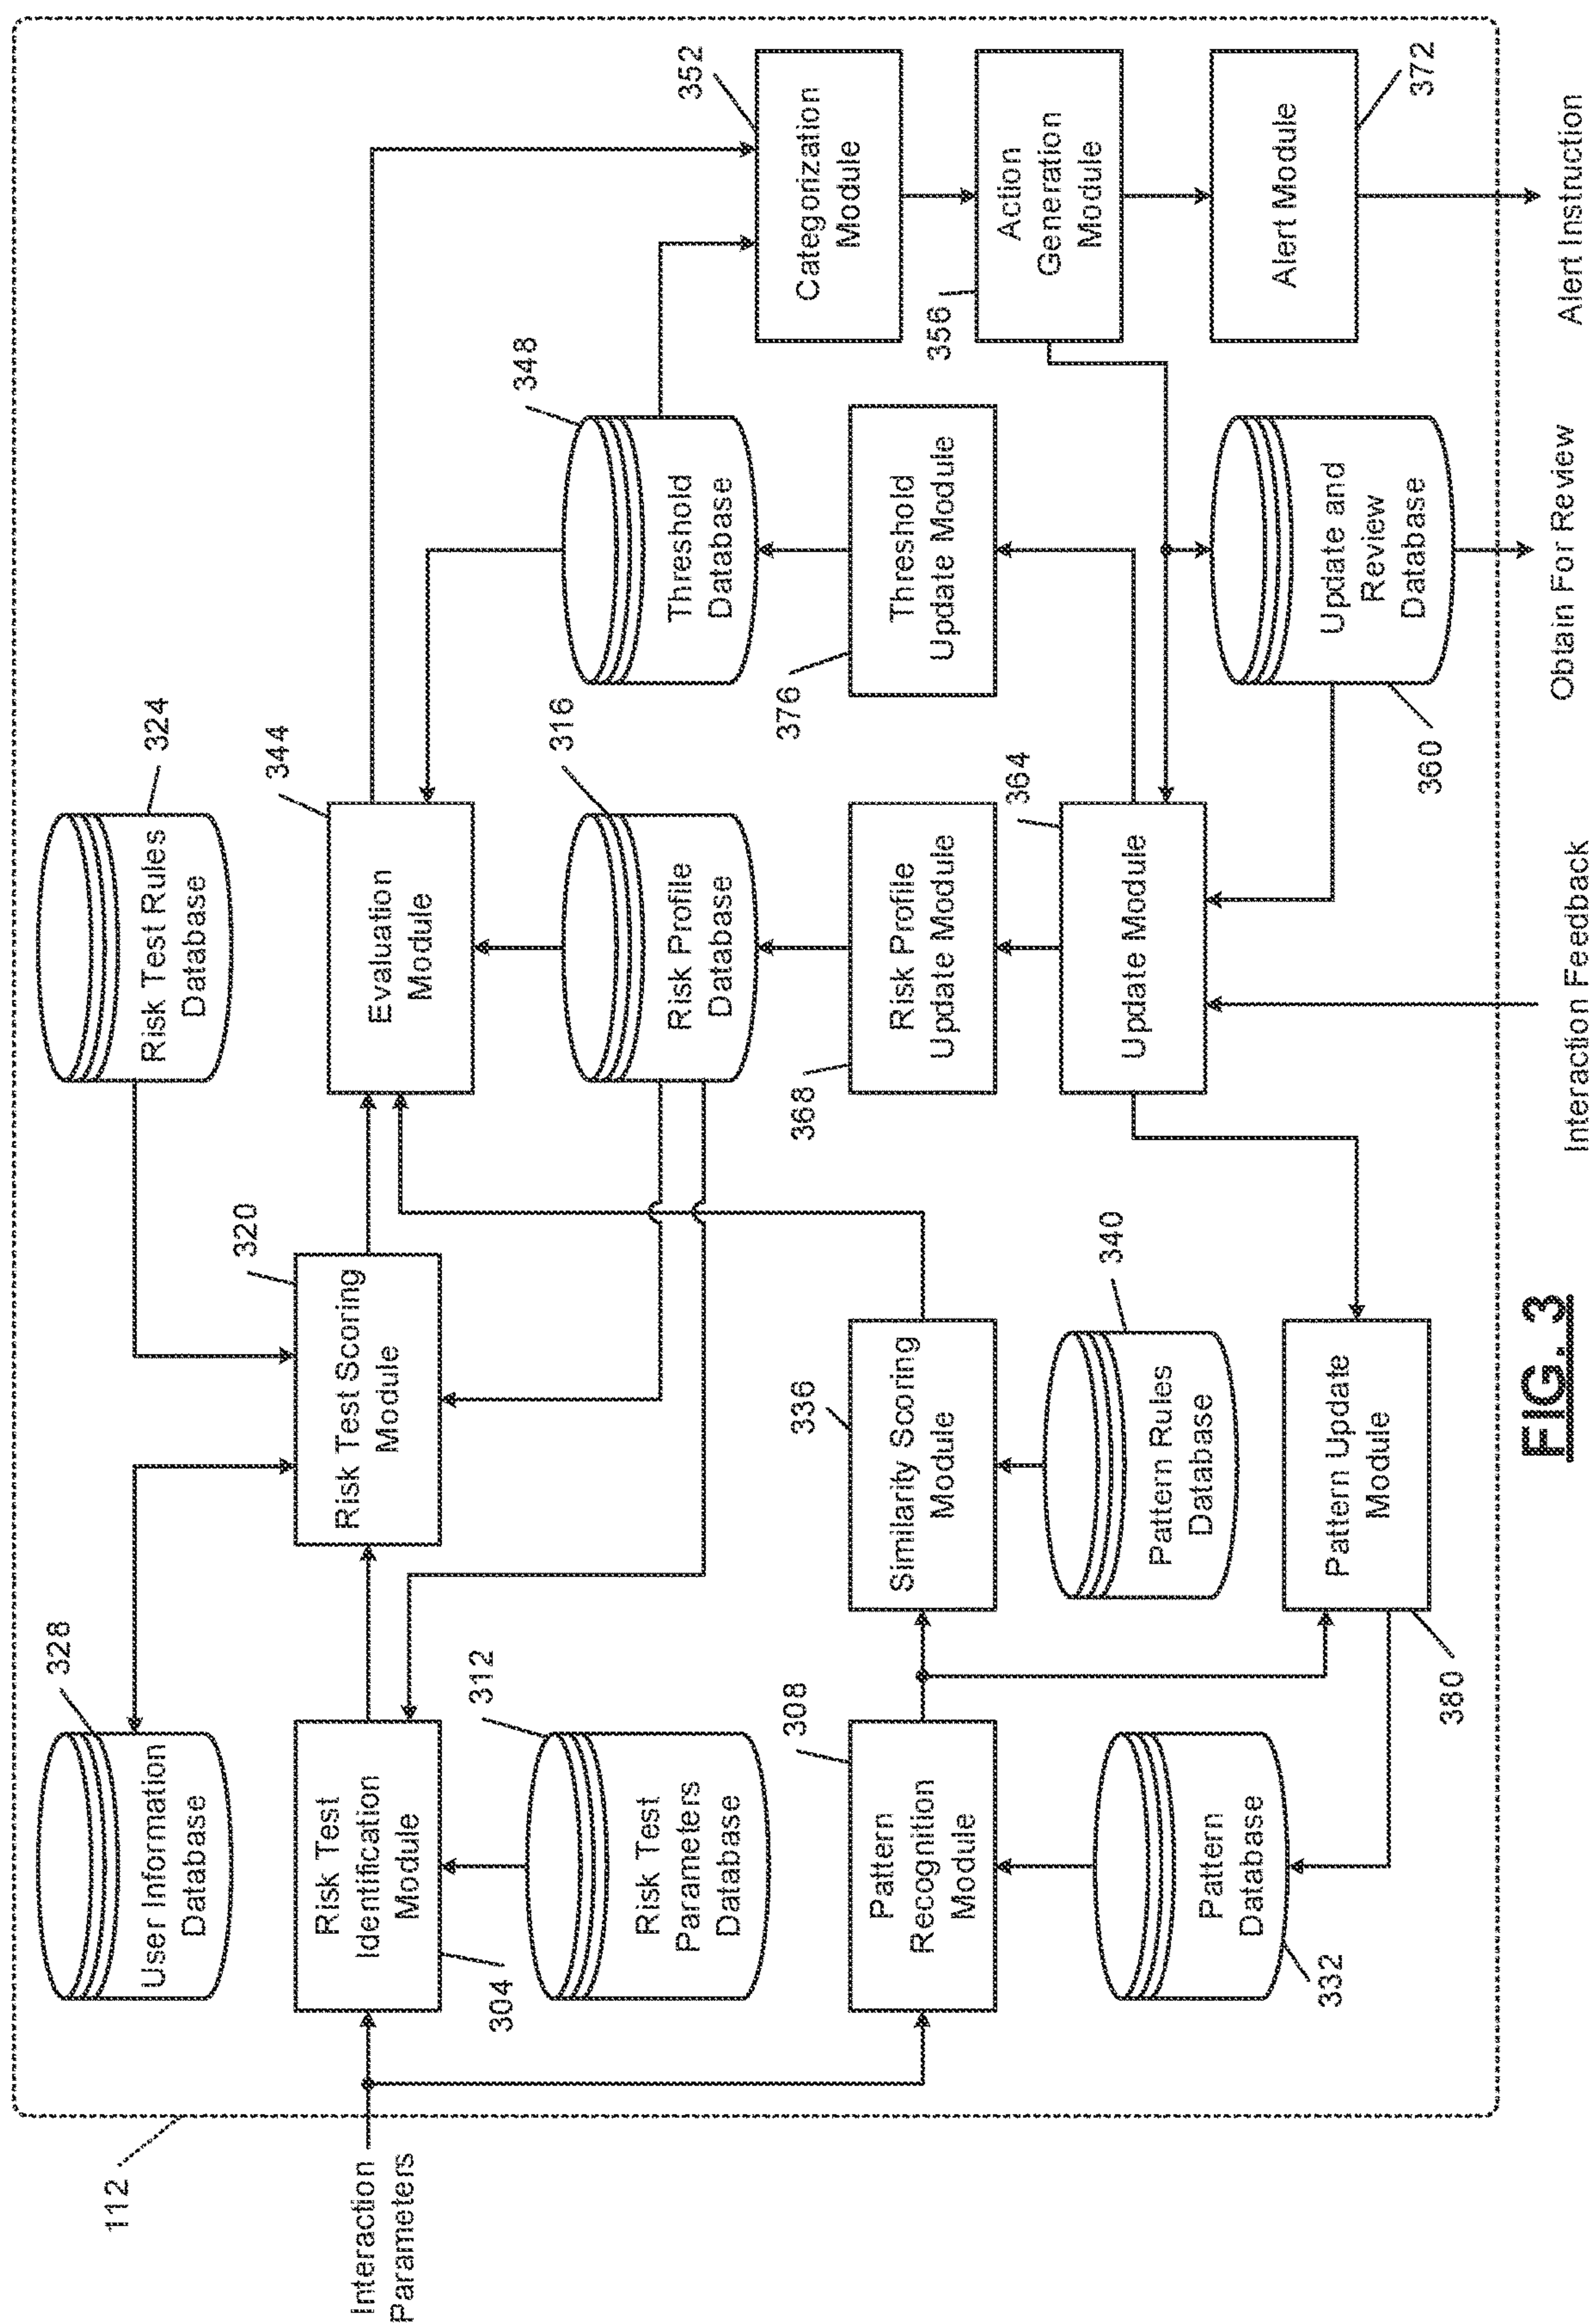 112
Interaction
Parameters
328
User Information
Database
324
Risk Test Rules
Database
304
Risk Test
Identification
Module
320
Risk Test Scoring
Module
344
Evaluation
Module
312
Risk Test
Parameters
Database
316
Risk Profile
Database
348
Threshold
Database
352
Categorization
Module
308
Pattern
Recognition
Module
336
Similarity Scoring
Module
368
Risk Profile
Update Module
376
Threshold
Update Module
356
Action
Generation
Module
332
Pattern
Database
340
Pattern Rules
Database
364
Update Module
380
Pattern Update
Module
360
Update and
Review
Database
372
Alert Module
Interaction Feedback
Obtain For Review
Alert Instruction
FIG. 3